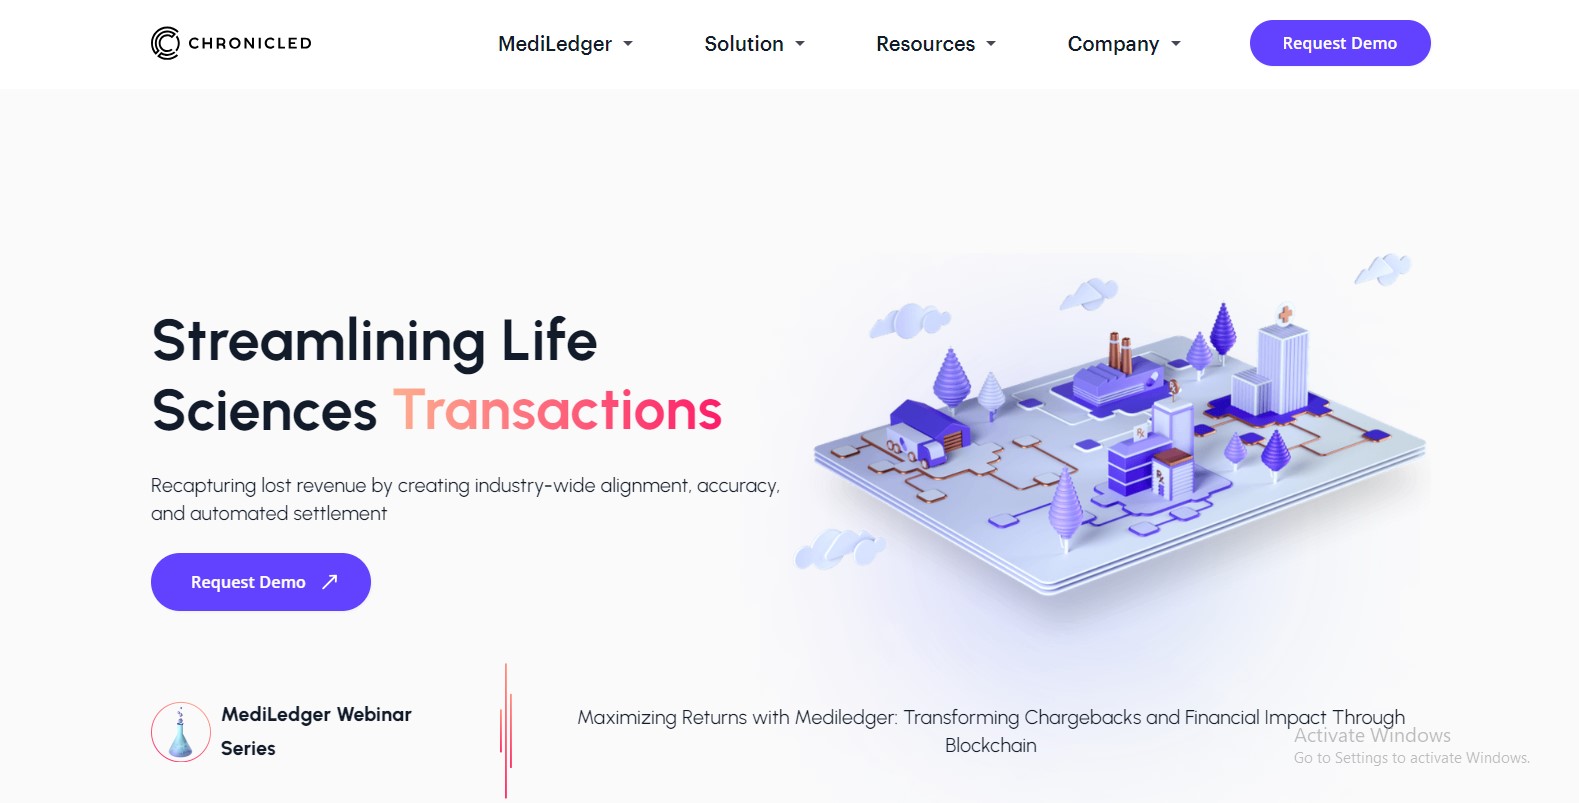 CHRONICLED
MediLedger
Solution
Resources
Company
Request Demo
Streamlining Life
Sciences Transactions
Recapturing lost revenue by creating industry-wide alignment, accuracy,
and automated settlement
Request Demo
MediLedger Webinar
Series
Maximizing Returns with Mediledger: Transforming Chargebacks and Financial Impact Through
Blockchain
Activate Windows
Go to Settings to activate Windows.